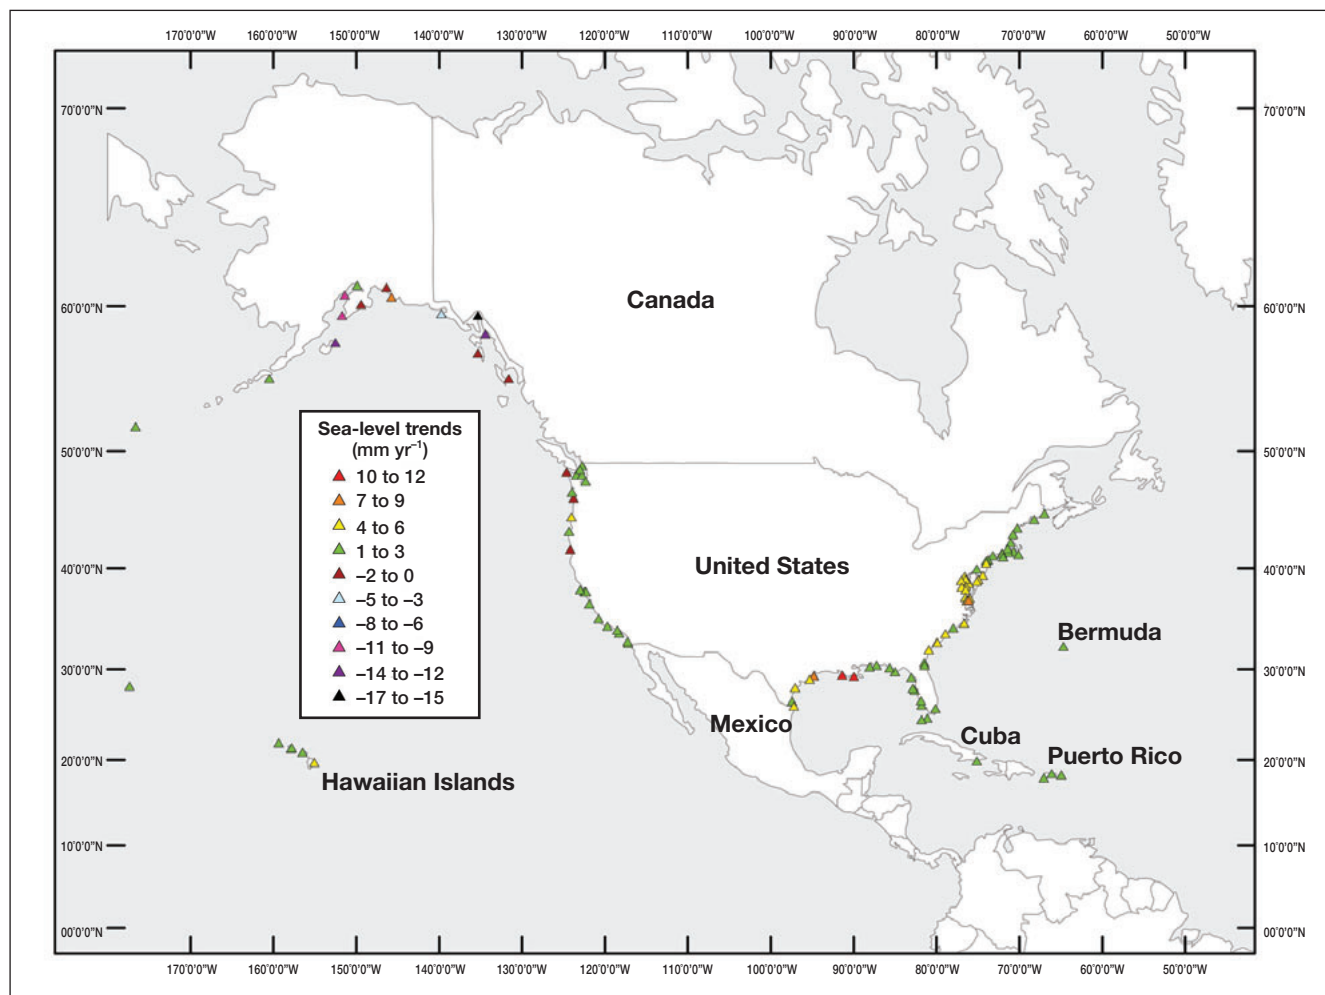 170°0'0"W 160°0'0"W 150°0'0"W 140°0'0"W 130°0'0"W 120°0'0"W 110°0'0"W 100°0'0"W 90°0'0"W 80°0'0"W 70°0'0"W 60°0'0"W 50°0'0"W
70°0'0"N 70°0'0"N
Canada
60°0'0"N 60°0'0"N
Sea-level trends
(mm yr⁻¹)
10 to 12
7 to 9
4 to 6
1 to 3
–2 to 0
–5 to –3
–8 to –6
–11 to –9
–14 to –12
–17 to –15
50°0'0"N 50°0'0"N
United States
40°0'0"N 40°0'0"N
Bermuda
30°0'0"N 30°0'0"N
Mexico
Cuba
Puerto Rico
20°0'0"N 20°0'0"N
Hawaiian Islands
10°0'0"N 10°0'0"N
00°0'0"N 00°0'0"N
170°0'0"W 160°0'0"W 150°0'0"W 140°0'0"W 130°0'0"W 120°0'0"W 110°0'0"W 100°0'0"W 90°0'0"W 80°0'0"W 70°0'0"W 60°0'0"W 50°0'0"W